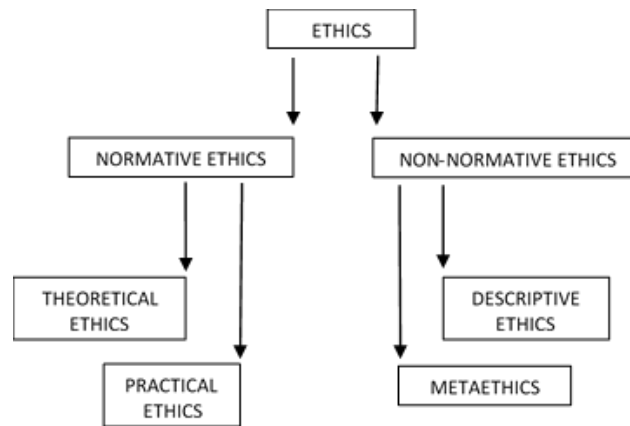 ETHICS
NORMATIVE ETHICS
NON-NORMATIVE ETHICS
THEORETICAL
ETHICS
DESCRIPTIVE
ETHICS
PRACTICAL
ETHICS
METAETHICS